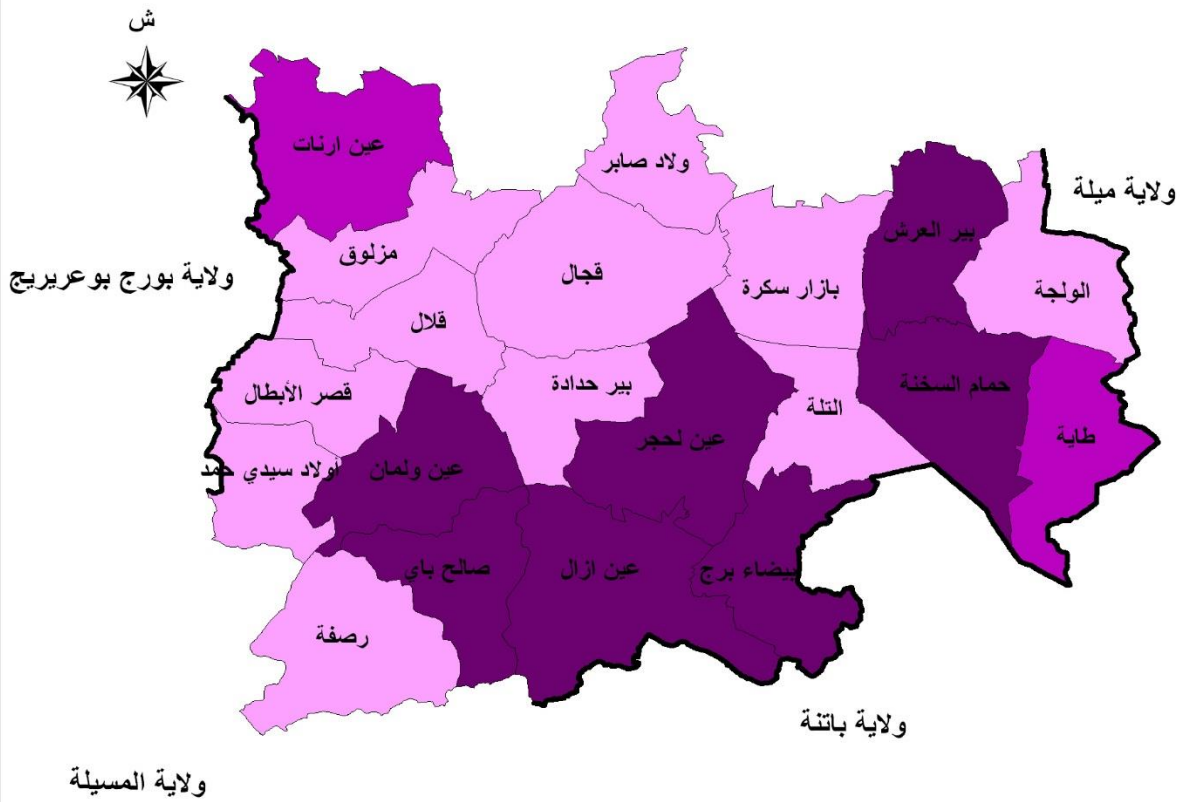 ش
عين ارنات
ولاد صابر
ولاية ميلة
بير العرش
مزلوق
قجال
ولاية بورج بوعريريج
بازار سكرة
الولجة
قلال
قصر الأبطال
بير حدادة
حمام السخنة
التلة
طاية
عين لحجر
أولاد سيدي حمد
عين ولمان
صالح باي
عين ازال
بيضاء برج
رصفة
ولاية باتنة
ولاية المسيلة